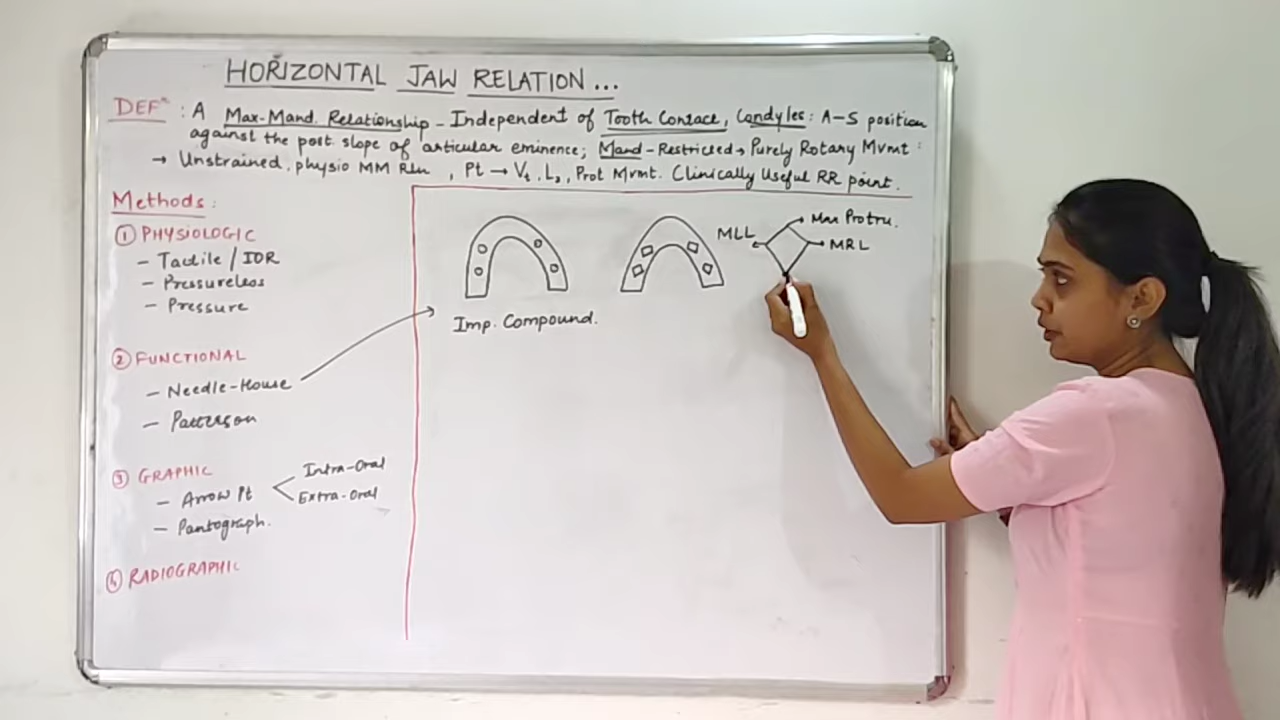 HORIZONTAL JAW RELATION...
DEFⁿ : A Max-Mand. Relationship - Independent of Tooth Contact, Condyles: A-S position
against the post slope of articular eminence; Mand - Restricted → Purely Rotary Mvmt :
→ Unstrained, physio MM Rln , Pt → Vt. L, Prot Mvmt. Clinically Useful RR point.
Methods:
① PHYSIOLOGIC
- Tactile / IOR
- Pressureless
- Pressure
② FUNCTIONAL
- Needle-House
- Patterson
③ GRAPHIC
- Arrow Pt
Intra-Oral
Extra-Oral
- Pantograph.
④ RADIOGRAPHIC
Imp. Compound.
MLL
Max Protru.
MRL